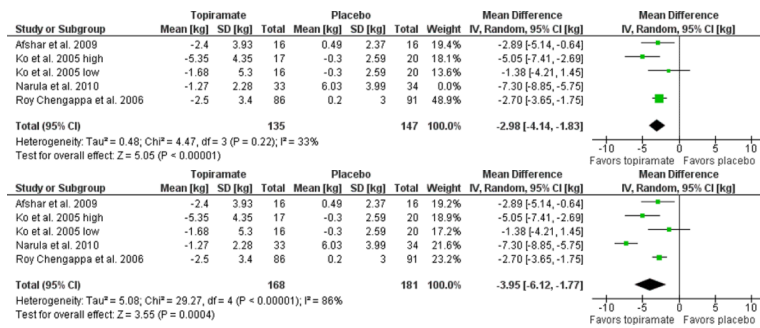 Topiramate Placebo Mean Difference Mean Difference
Study or Subgroup Mean [kg] SD [kg] Total Mean [kg] SD [kg] Total Weight IV, Random, 95% CI [kg] IV, Random, 95% CI [kg]
Afshar et al. 2009 -2.4 3.93 16 0.49 2.37 16 19.4% -2.89 [-5.14, -0.64]
Ko et al. 2005 high -5.35 4.35 17 -0.3 2.59 20 18.1% -5.05 [-7.41, -2.69]
Ko et al. 2005 low -1.68 5.3 16 -0.3 2.59 20 13.6% -1.38 [-4.21, 1.45]
Narula et al. 2010 -1.27 2.28 33 6.03 3.99 34 -7.30 [-8.85, -5.75]
Roy Chengappa et al. 2006 -2.5 3.4 86 0.2 3 91 48.9% -2.70 [-3.65, -1.75]
Total (95% CI) 135 147 100.0% -2.98 [-4.14, -1.83]
Heterogeneity: Tau² = 0.48; Chi² = 4.47, df = 3 (P = 0.22); I² = 33%
Test for overall effect: Z = 5.05 (P < 0.00001)
-10 -5 0 5 10
Favors topiramate Favors placebo
Topiramate Placebo Mean Difference Mean Difference
Study or Subgroup Mean [kg] SD [kg] Total Mean [kg] SD [kg] Total Weight IV, Random, 95% CI [kg] IV, Random, 95% CI [kg]
Afshar et al. 2009 -2.4 3.93 16 0.49 2.37 16 19.2% -2.89 [-5.14, -0.64]
Ko et al. 2005 high -5.35 4.35 17 -0.3 2.59 20 18.9% -5.05 [-7.41, -2.69]
Ko et al. 2005 low -1.68 5.3 16 -0.3 2.59 20 17.2% -1.38 [-4.21, 1.45]
Narula et al. 2010 -1.27 2.28 33 6.03 3.99 34 21.6% -7.30 [-8.85, -5.75]
Roy Chengappa et al. 2006 -2.5 3.4 86 0.2 3 91 23.2% -2.70 [-3.65, -1.75]
Total (95% CI) 168 181 100.0% -3.95 [-6.12, -1.77]
Heterogeneity: Tau² = 5.08; Chi² = 29.27, df = 4 (P < 0.00001); I² = 86%
Test for overall effect: Z = 3.55 (P = 0.0004)
-10 -5 0 5 10
Favors topiramate Favors placebo